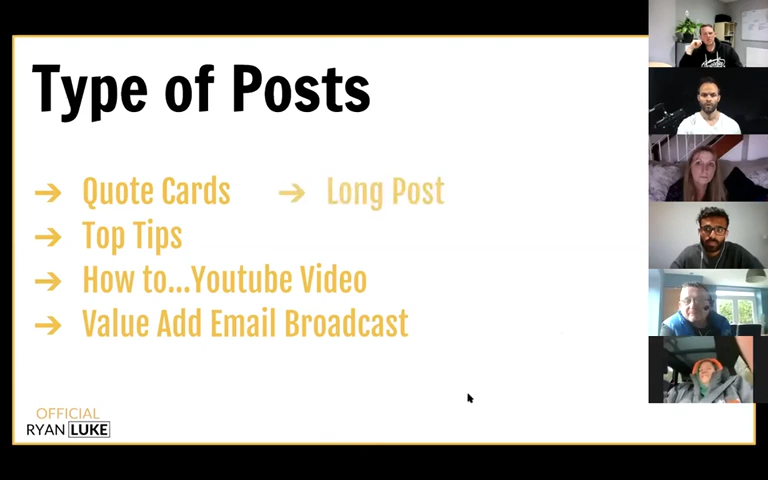 Type of Posts
➔ Quote Cards ➔ Long Post
➔ Top Tips
➔ How to...Youtube Video
➔ Value Add Email Broadcast
OFFICIAL
RYAN LUKE